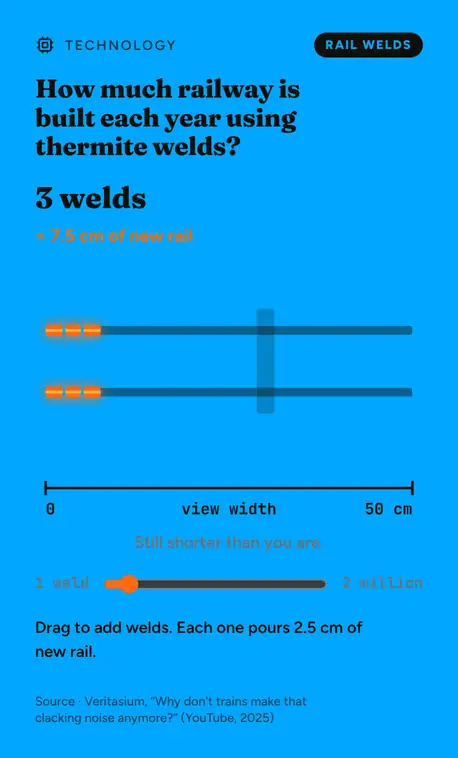 TECHNOLOGY
RAIL WELDS
How much railway is
built each year using
thermite welds?
3 welds
= 7.5 cm of new rail
0
view width
50 cm
Still shorter than you are.
1 weld
2 million
Drag to add welds. Each one pours 2.5 cm of
new rail.
Source · Veritasium, “Why don't trains make that
clacking noise anymore?” (YouTube, 2025)